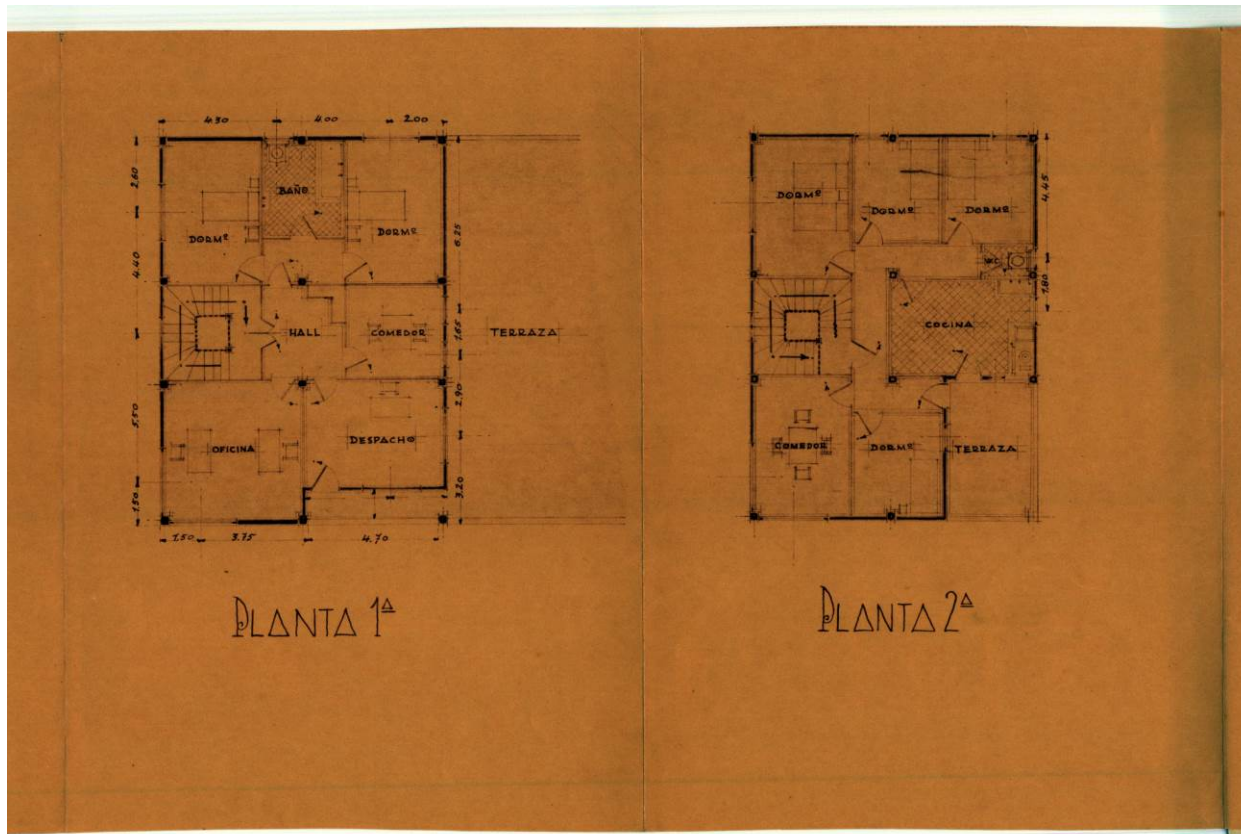 4.30 4.00 2.00
2,60
BAÑO
DORMº
DORMº
6.25
4.40
HALL
COMEDOR
1.65
TERRAZA
5,50
2,90
OFICINA
DESPACHO
1.50
3.20
1.50 3.75 4.70
PLANTA 1ª
DORMº
DORMº
DORMº
4.45
W.C.
1.80
COCINA
COMEDOR
DORMº
TERRAZA
PLANTA 2ª